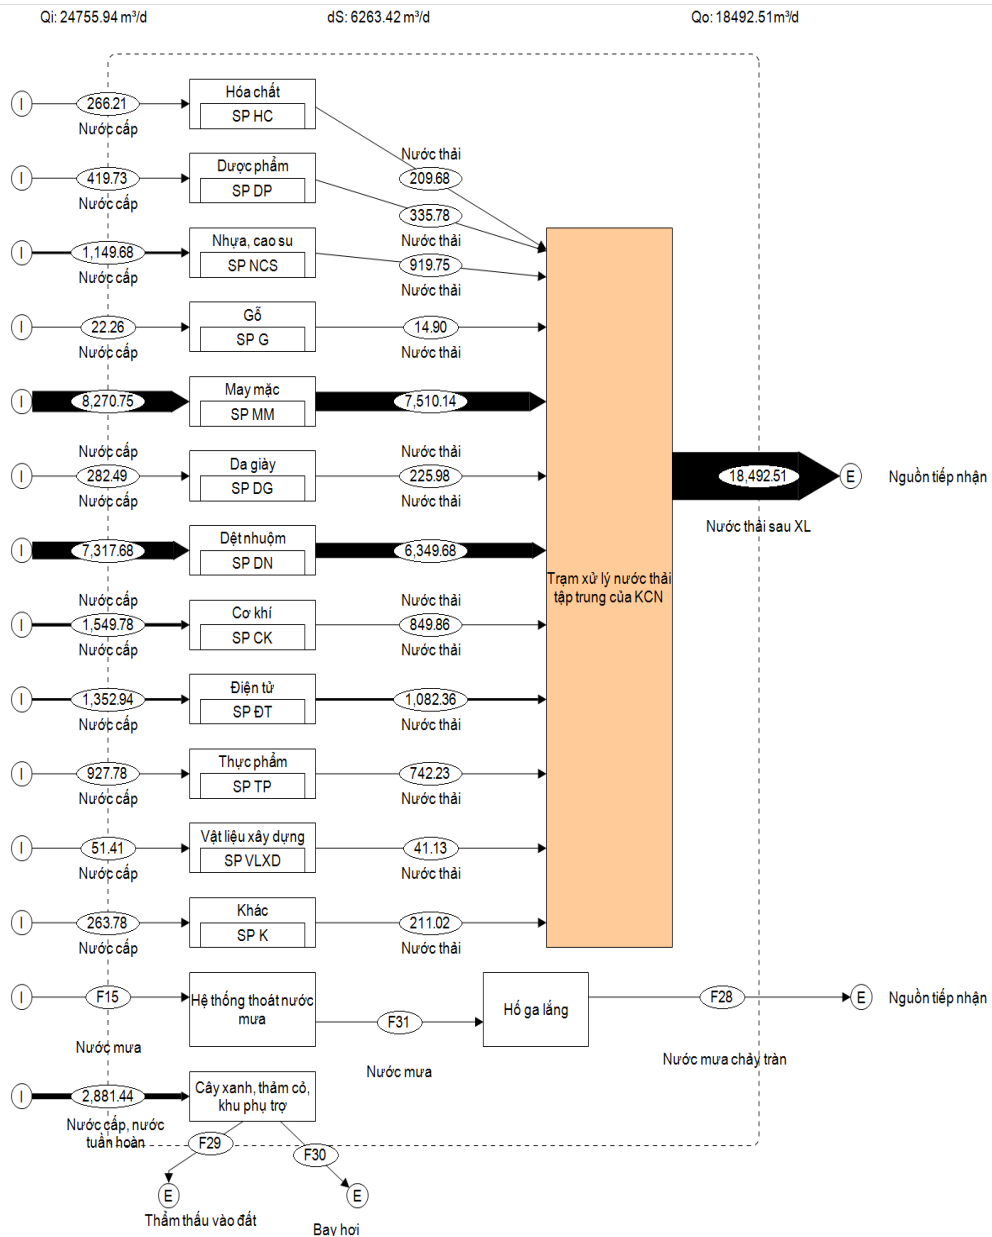 Qi: 24755.94 m³/d
dS: 6263.42 m³/d
Qo: 18492.51m³/d
I
266.21
Nước cấp
Hóa chất
SP HC
Nước thải
209.68
I
419.73
Nước cấp
Dược phẩm
SP DP
335.78
Nước thải
I
1,149.68
Nước cấp
Nhựa, cao su
SP NCS
919.75
Nước thải
I
22.26
Nước cấp
Gỗ
SP G
14.90
Nước thải
I
8,270.75
Nước cấp
May mặc
SP MM
7,510.14
Nước thải
I
282.49
Nước cấp
Da giày
SP DG
225.98
Nước thải
18,492.51
E
Nguồn tiếp nhận
Nước thải sau XL
I
7,317.68
Nước cấp
Dệt nhuộm
SP DN
6,349.68
Nước thải
Trạm xử lý nước thải
tập trung của KCN
I
1,549.78
Nước cấp
Cơ khí
SP CK
849.86
Nước thải
I
1,352.94
Nước cấp
Điện tử
SP ĐT
1,082.36
Nước thải
I
927.78
Nước cấp
Thực phẩm
SP TP
742.23
Nước thải
I
51.41
Nước cấp
Vật liệu xây dựng
SP VLXD
41.13
Nước thải
I
263.78
Nước cấp
Khác
SP K
211.02
Nước thải
I
F15
Nước mưa
Hệ thống thoát nước
mưa
F31
Nước mưa
Hố ga lắng
F28
Nước mưa chảy tràn
E
Nguồn tiếp nhận
I
2,881.44
Nước cấp, nước
tuần hoàn
Cây xanh, thảm cỏ,
khu phụ trợ
F29
F30
E
E
Thẩm thấu vào đất
Bay hơi